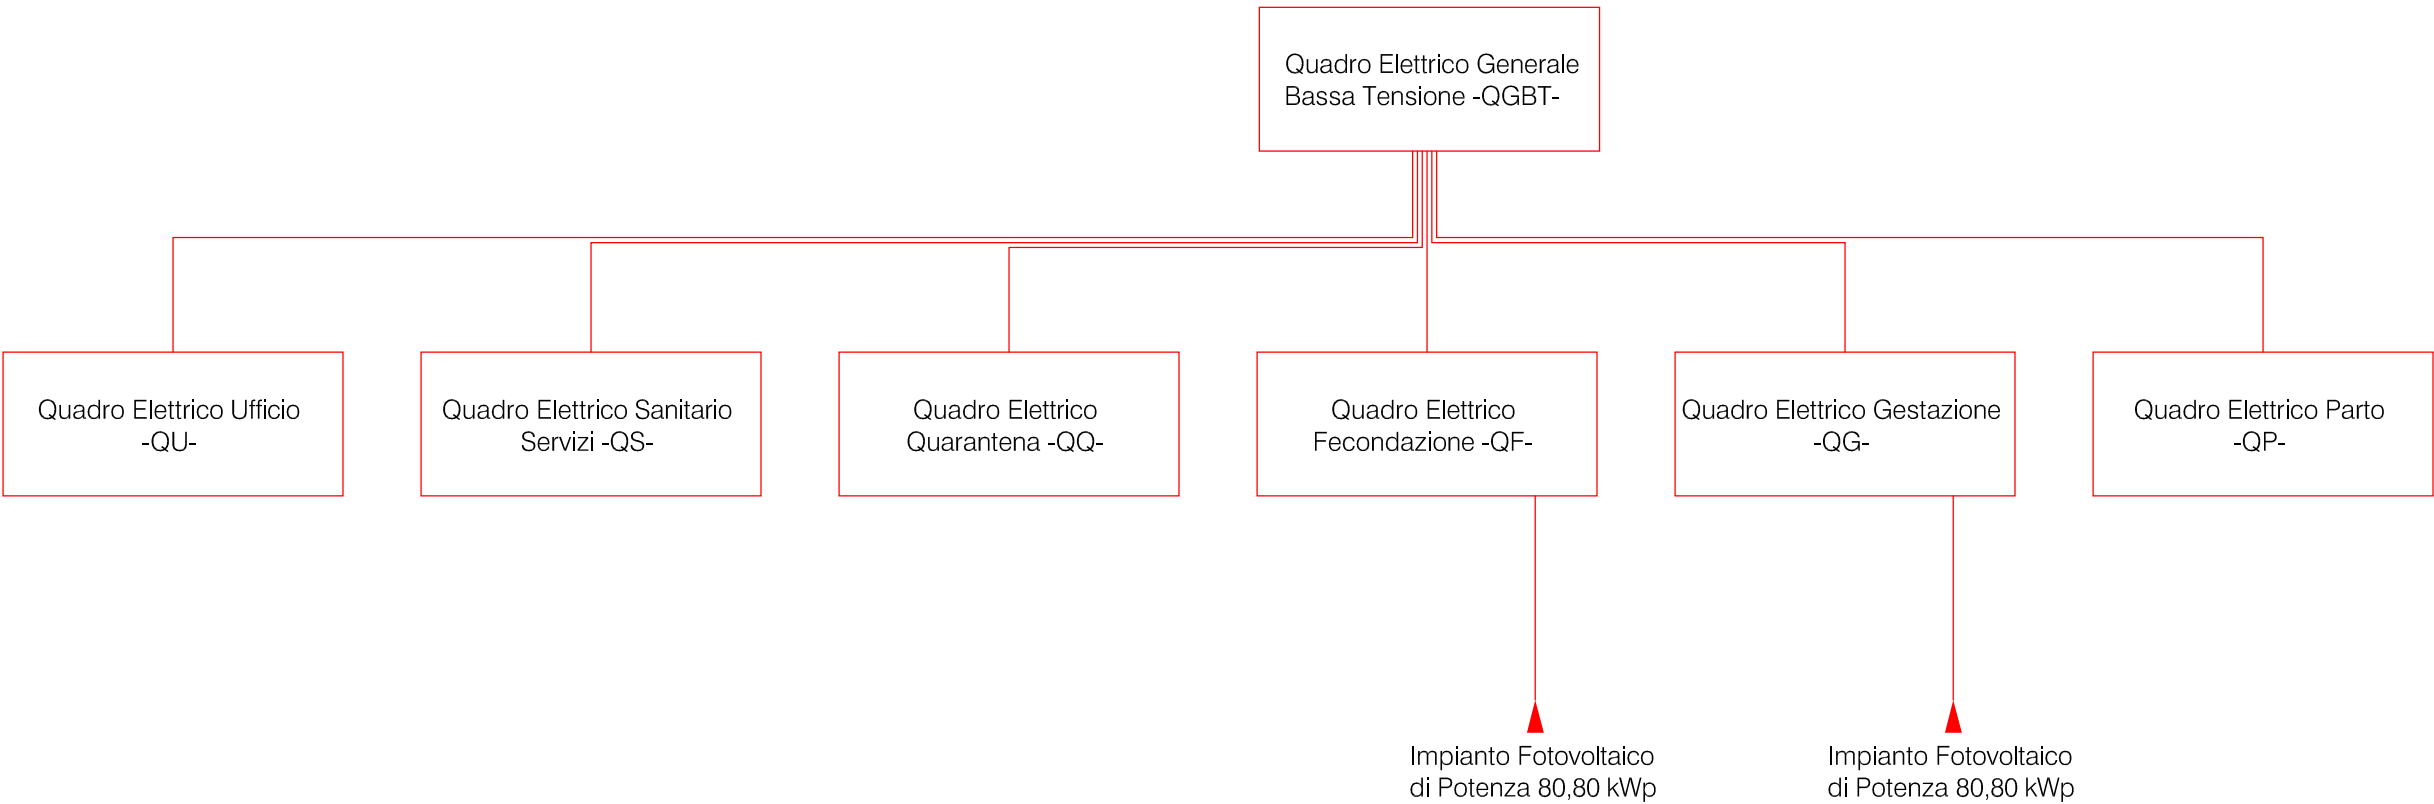 Quadro Elettrico Generale
Bassa Tensione -QGBT-
Quadro Elettrico Ufficio
-QU-
Quadro Elettrico Sanitario
Servizi -QS-
Quadro Elettrico
Quarantena -QQ-
Quadro Elettrico
Fecondazione -QF-
Quadro Elettrico Gestazione
-QG-
Quadro Elettrico Parto
-QP-
Impianto Fotovoltaico
di Potenza 80,80 kWp
Impianto Fotovoltaico
di Potenza 80,80 kWp